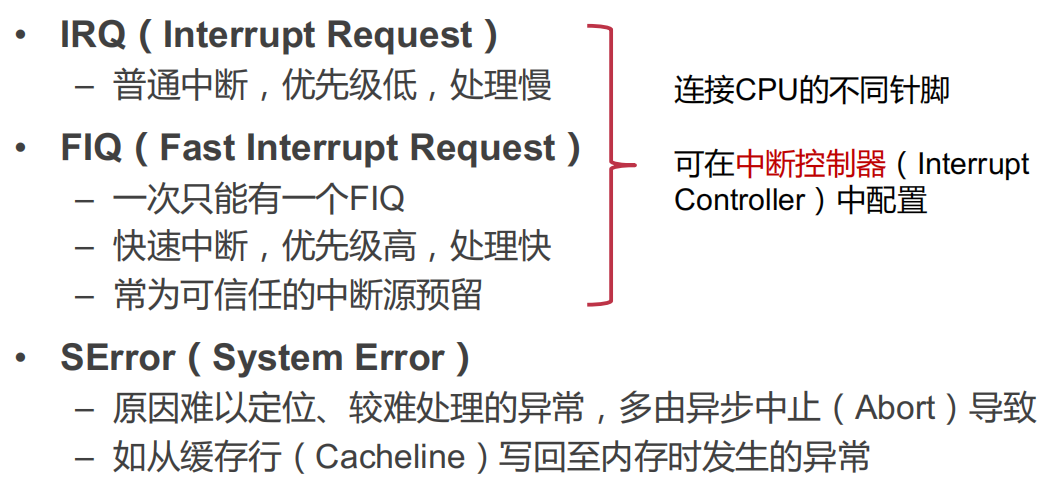 • IRQ（Interrupt Request）
– 普通中断，优先级低，处理慢
• FIQ（Fast Interrupt Request）
– 一次只能有一个FIQ
– 快速中断，优先级高，处理快
– 常为可信任的中断源预留
连接CPU的不同针脚
可在中断控制器（Interrupt
Controller）中配置
• SError（System Error）
– 原因难以定位、较难处理的异常，多由异步中止（Abort）导致
– 如从缓存行（Cacheline）写回至内存时发生的异常